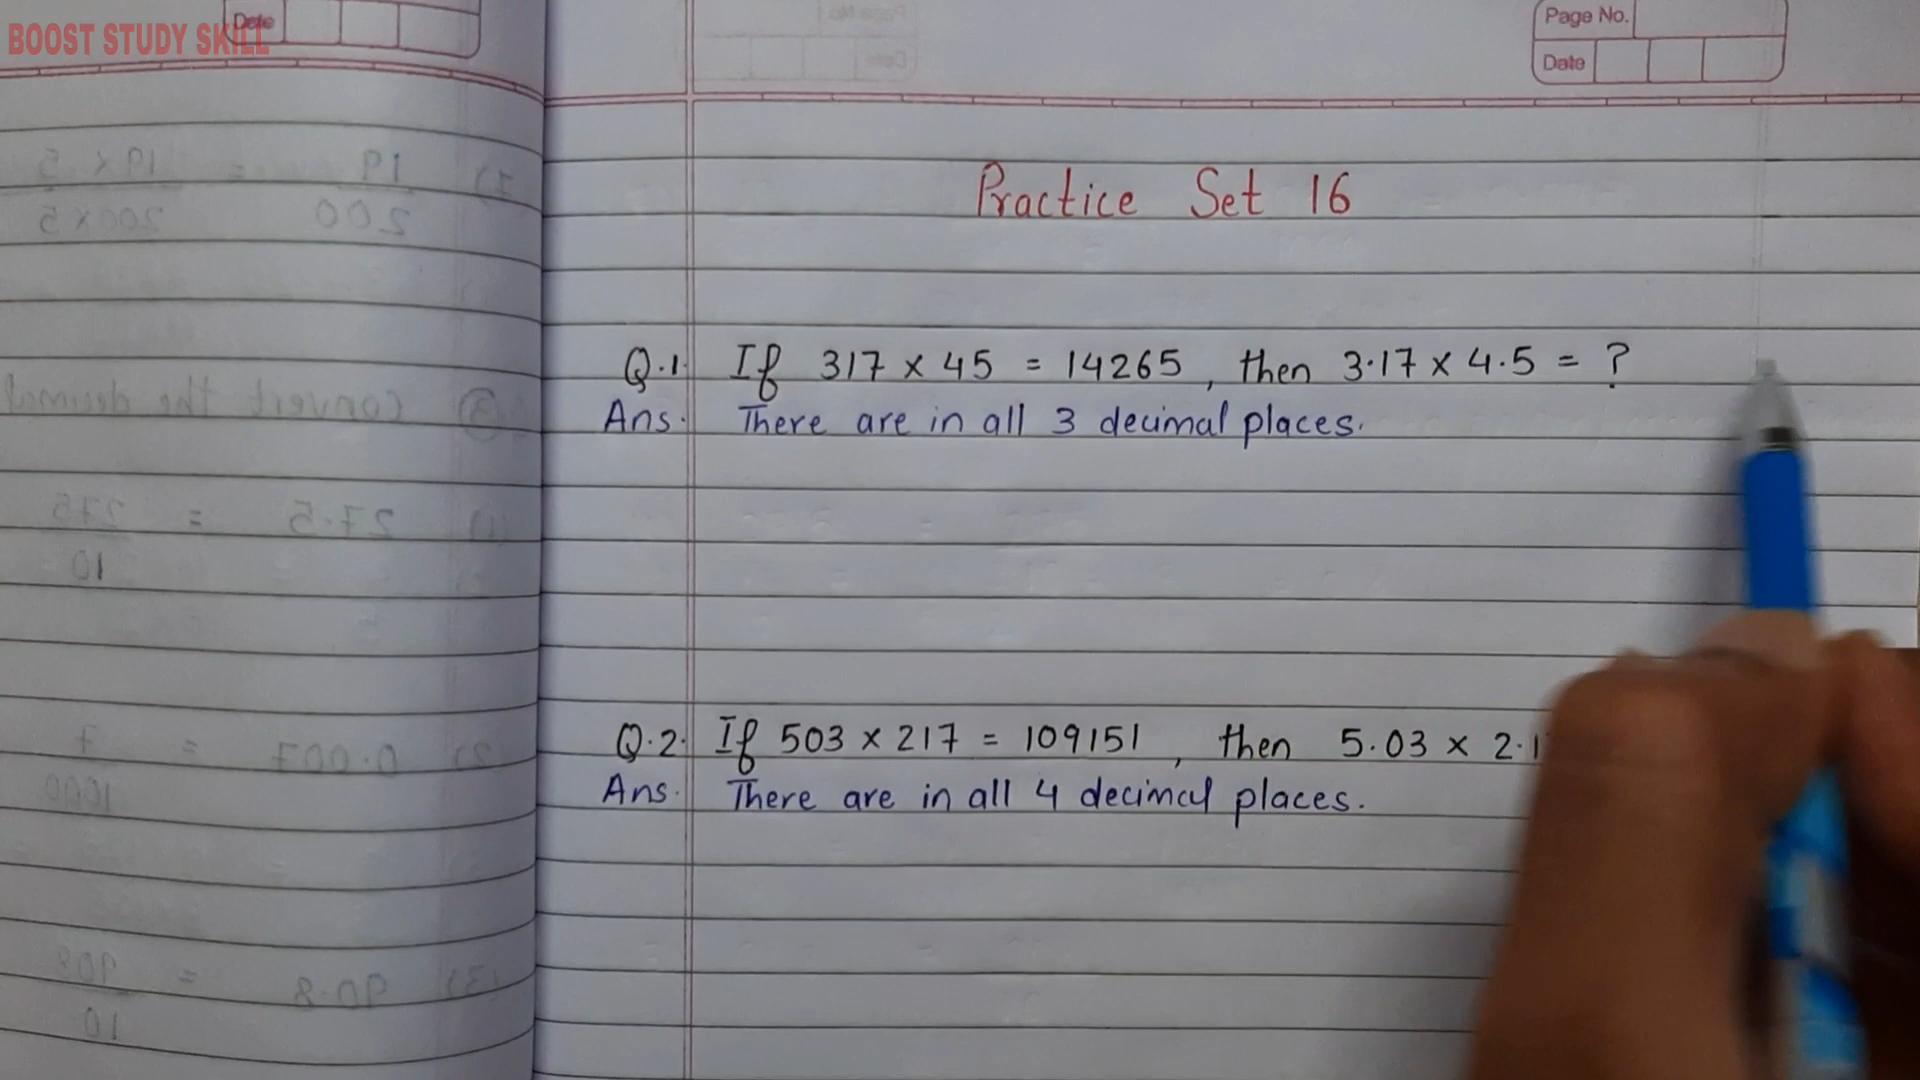 BOOST STUDY SKILL
Date
Page No.
Date
Practice Set 16
Q.1. If 317 × 45 = 14265, then 3.17 × 4.5 = ?
Ans. There are in all 3 decimal places.
Q.2. If 503 × 217 = 109151, then 5.03 × 2.1
Ans. There are in all 4 decimal places.